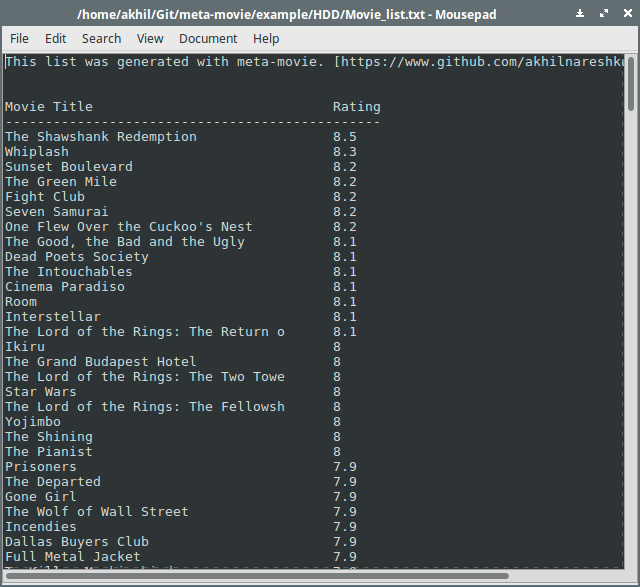 /home/akhil/Git/meta-movie/example/HDD/Movie_list.txt - Mousepad
File Edit Search View Document Help
This list was generated with meta-movie. [https://www.github.com/akhilnareshk
Movie Title Rating
-----------------------------------------------
The Shawshank Redemption 8.5
Whiplash 8.3
Sunset Boulevard 8.2
The Green Mile 8.2
Fight Club 8.2
Seven Samurai 8.2
One Flew Over the Cuckoo's Nest 8.2
The Good, the Bad and the Ugly 8.1
Dead Poets Society 8.1
The Intouchables 8.1
Cinema Paradiso 8.1
Room 8.1
Interstellar 8.1
The Lord of the Rings: The Return o 8.1
Ikiru 8
The Grand Budapest Hotel 8
The Lord of the Rings: The Two Towe 8
Star Wars 8
The Lord of the Rings: The Fellowsh 8
Yojimbo 8
The Shining 8
The Pianist 8
Prisoners 7.9
The Departed 7.9
Gone Girl 7.9
The Wolf of Wall Street 7.9
Incendies 7.9
Dallas Buyers Club 7.9
Full Metal Jacket 7.9